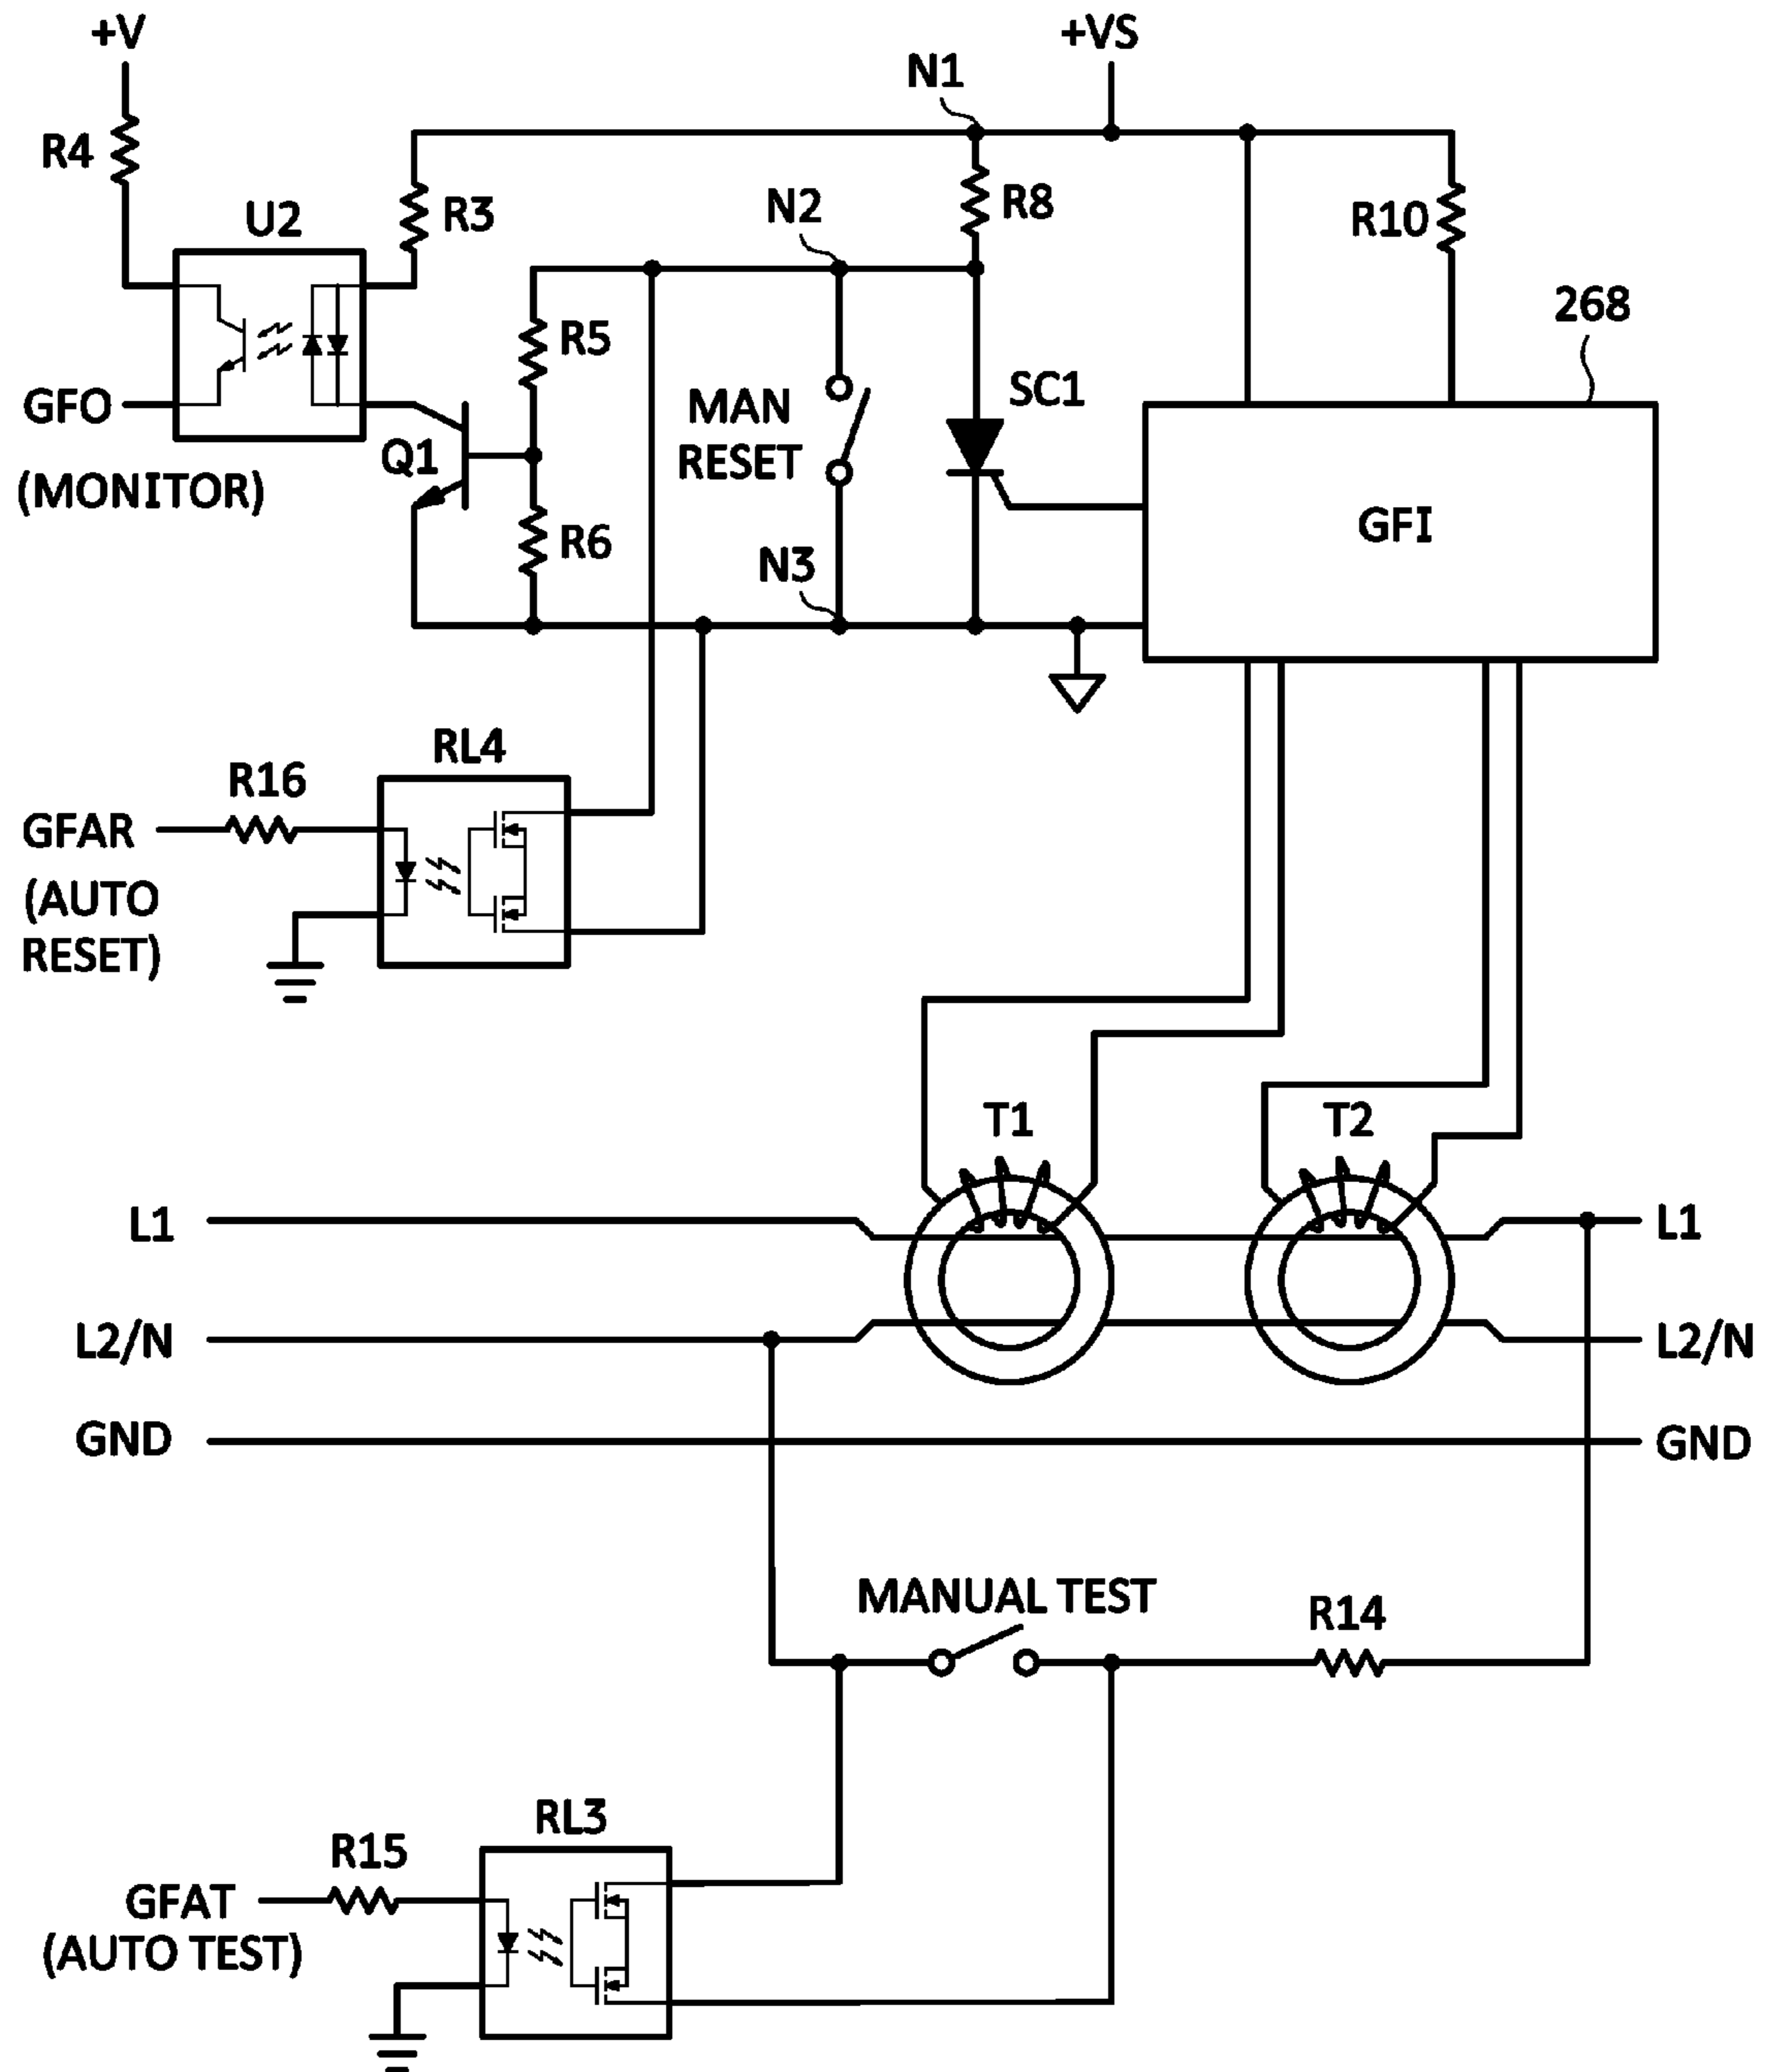 +V
+VS
N1
R4
R3
R8
N2
U2
R10
268
R5
SC1
GFO
MAN
RESET
Q1
(MONITOR)
GFI
R6
N3
RL4
R16
GFAR
(AUTO
RESET)
T1
T2
L1
L1
L2/N
L2/N
GND
GND
MANUAL TEST
R14
RL3
R15
GFAT
(AUTO TEST)